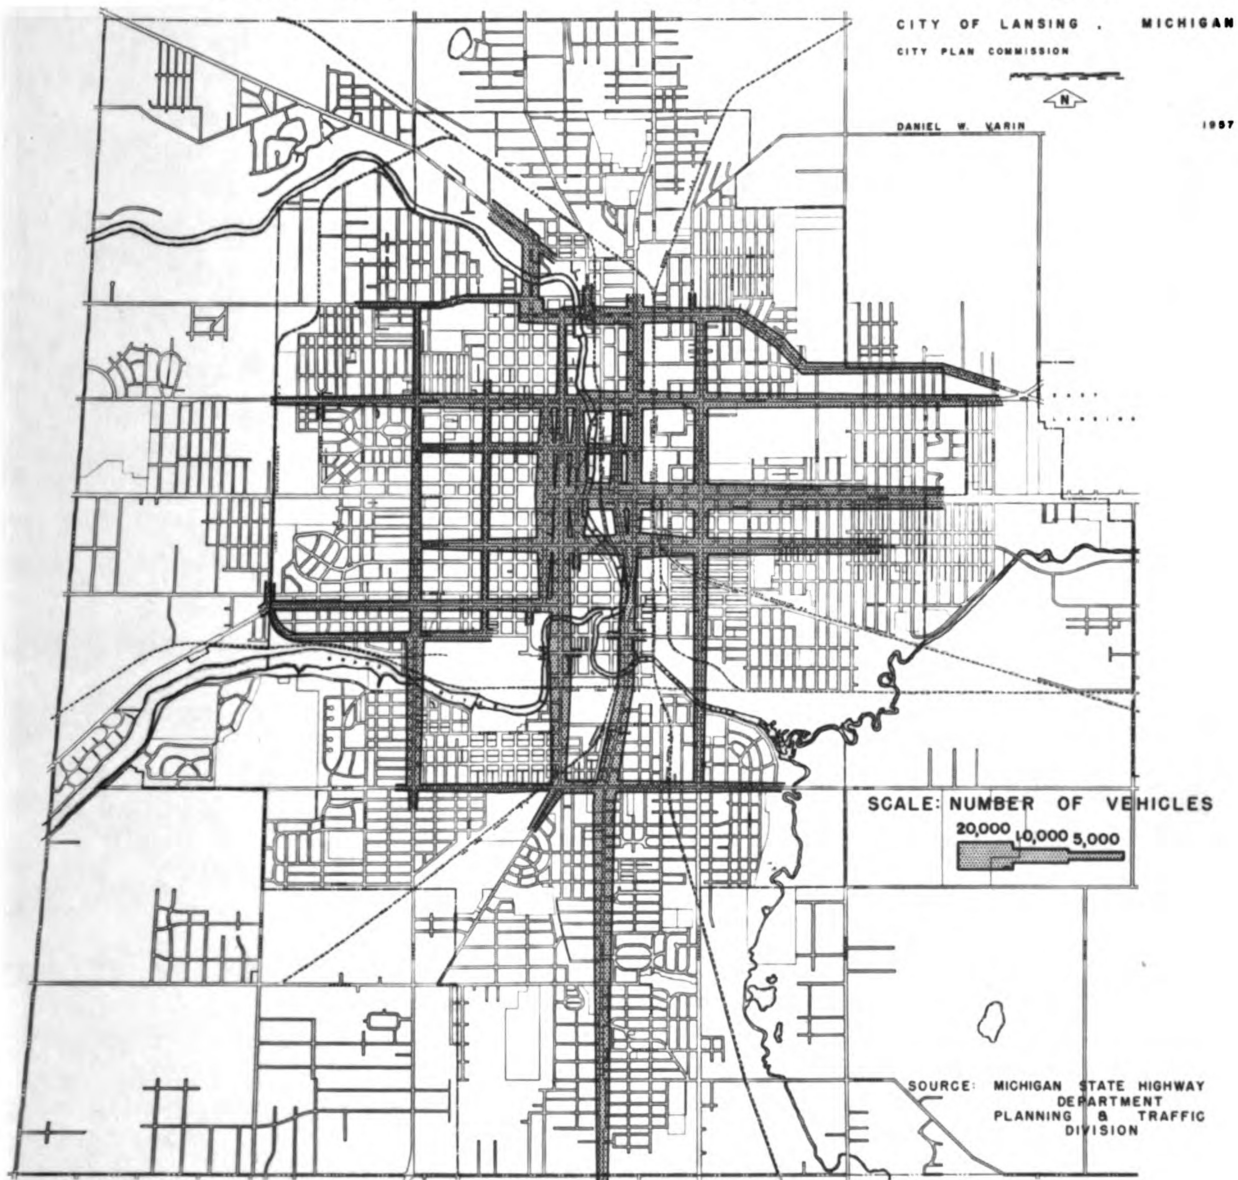 CITY OF LANSING . MICHIGAN
CITY PLAN COMMISSION
N
DANIEL W. VARIN 1957
SCALE: NUMBER OF VEHICLES
20,000 10,000 5,000
SOURCE: MICHIGAN STATE HIGHWAY
DEPARTMENT
PLANNING & TRAFFIC
DIVISION